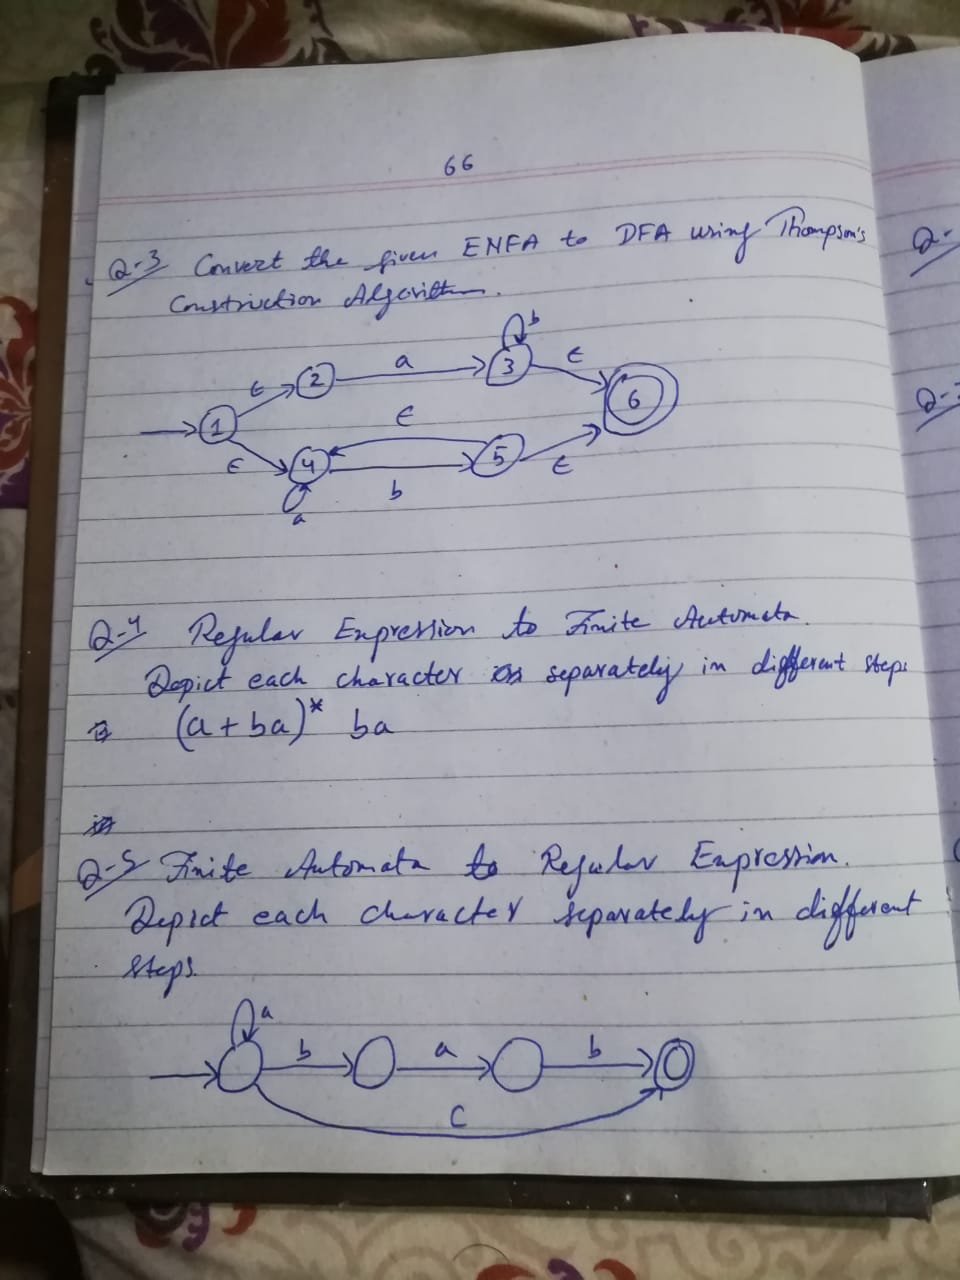 66
Q-3 Convert the given ENFA to DFA using Thompson's
Construction Algorithm.
b
2 a 3 ε
ε
1 ε 6
ε 4 5 ε
b
a
Q-4 Regular Expression to Finite Automata.
Depict each character separately in different steps
(a + ba)* ba
Q-5 Finite Automata to Regular Expression.
Depict each character separately in different
steps.
a
b a b
C
Q-
Q-